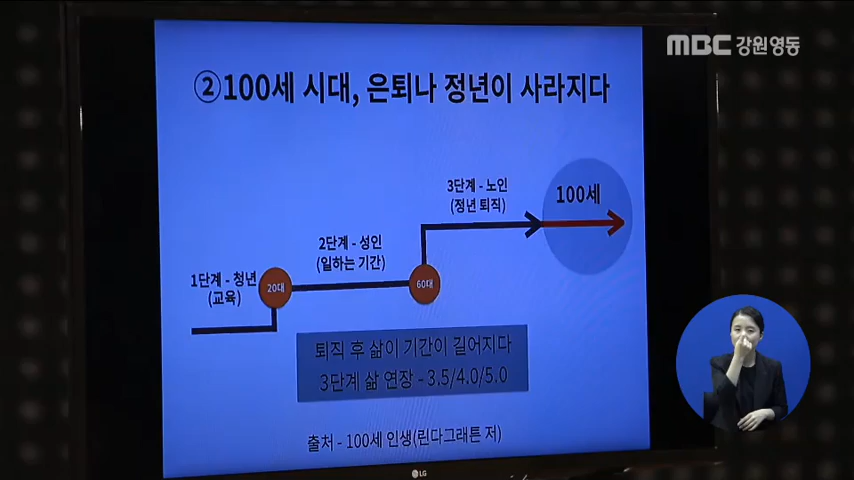 MBC 강원영동
②100세 시대, 은퇴나 정년이 사라지다
3단계 - 노인
(정년 퇴직)
100세
2단계 - 성인
(일하는 기간)
1단계 - 청년
(교육)
20대
60대
퇴직 후 삶이 기간이 길어지다
3단계 삶 연장 - 3.5/4.0/5.0
출처 - 100세 인생(린다그래튼 저)
LG